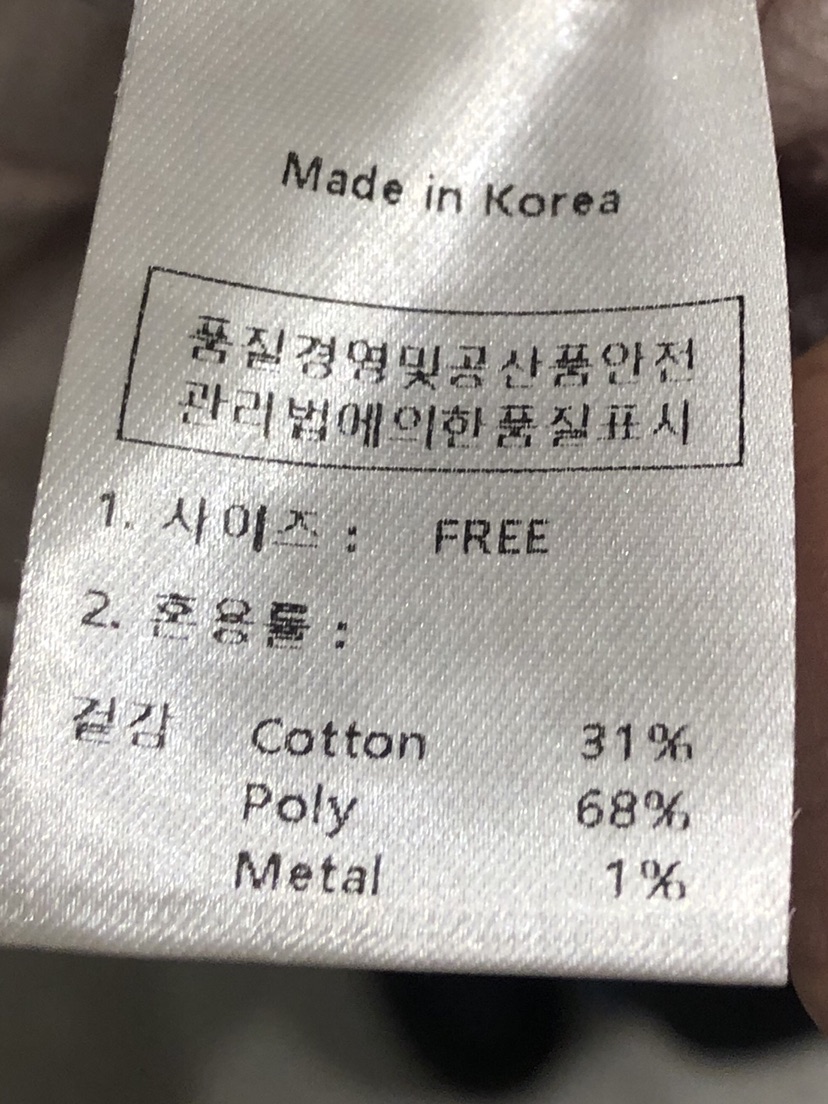 Made in Korea
품질경영및공산품안전
관리법에의한품질표시
1. 사이즈 : FREE
2. 혼용률 :
겉감 Cotton 31%
Poly 68%
Metal 1%